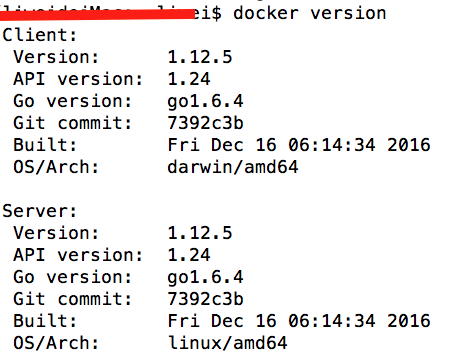 $ docker version
Client:
Version: 1.12.5
API version: 1.24
Go version: go1.6.4
Git commit: 7392c3b
Built: Fri Dec 16 06:14:34 2016
OS/Arch: darwin/amd64
Server:
Version: 1.12.5
API version: 1.24
Go version: go1.6.4
Git commit: 7392c3b
Built: Fri Dec 16 06:14:34 2016
OS/Arch: linux/amd64